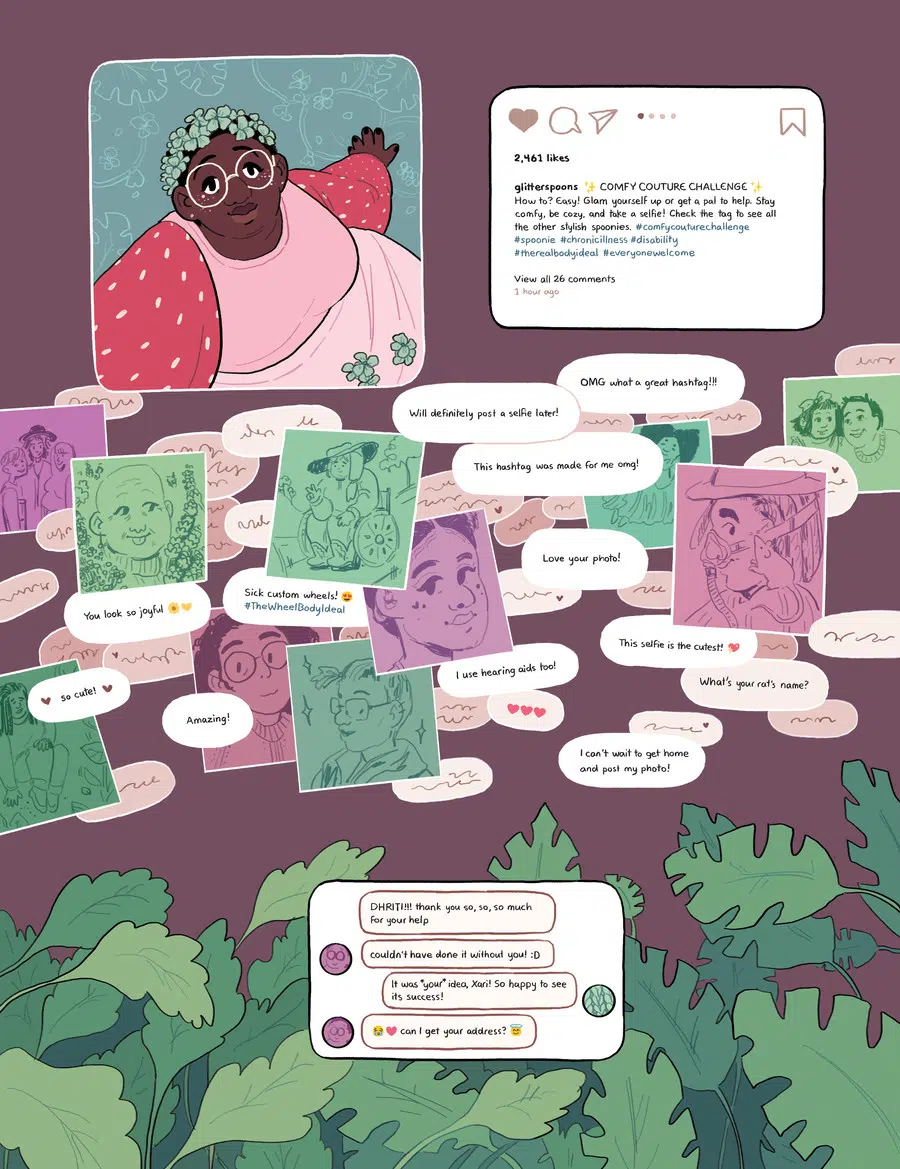 2,461 likes
glitterspoons ✨ COMFY COUTURE CHALLENGE ✨
How to? Easy! Glam yourself up or get a pal to help. Stay
comfy, be cozy, and take a selfie! Check the tag to see all
the other stylish spoonies. #comfycouturechallenge
#spoonie #chronicillness #disability
#therealbodyideal #everyonewelcome
View all 26 comments
1 hour ago
OMG what a great hashtag!!!
Will definitely post a selfie later!
This hashtag was made for me omg!
Love your photo!
You look so joyful 🌼💛
Sick custom wheels! 😍
#TheWheelBodyIdeal
This selfie is the cutest! 💖
I use hearing aids too!
What's your rat's name?
♥ so cute! ♥
Amazing!
♥♥♥
I can't wait to get home
and post my photo!
DHRITI!!! thank you so, so, so much
for your help
couldn't have done it without you! :D
It was *your* idea, Xari! So happy to see
its success!
😭💗 can I get your address? 😇